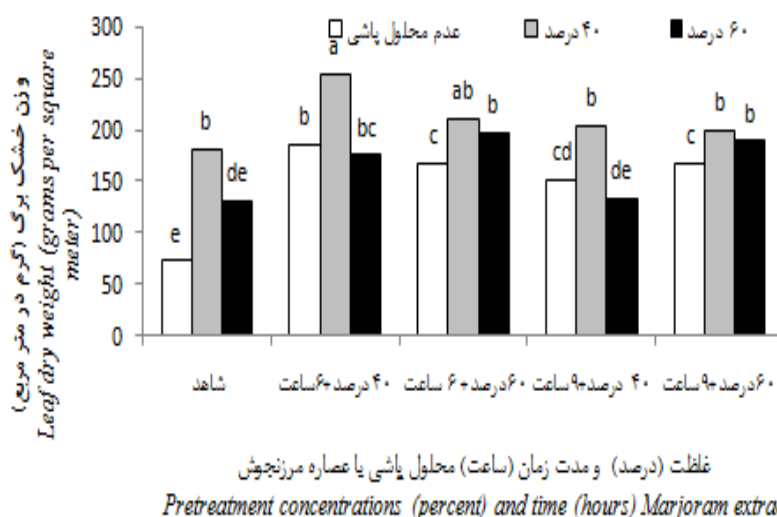 عدم محلول پاشی ۴۰ درصد ۶۰ درصد
300
250
200
150
100
50
0
وزن خشک برگ (گرم در متر مربع)
Leaf dry weight (grams per square
meter)
e b de
b a bc
c ab b
cd b de
c b b
شاهد
۴۰ درصد+۶ساعت
۶۰درصد+ ۶ ساعت
۴۰ درصد+۹ساعت
۶۰درصد+۹ساعت
غلظت (درصد) و مدت زمان (ساعت) محلول پاشی یا عصاره مرزنجوش
Pretreatment concentrations (percent) and time (hours) Marjoram extra